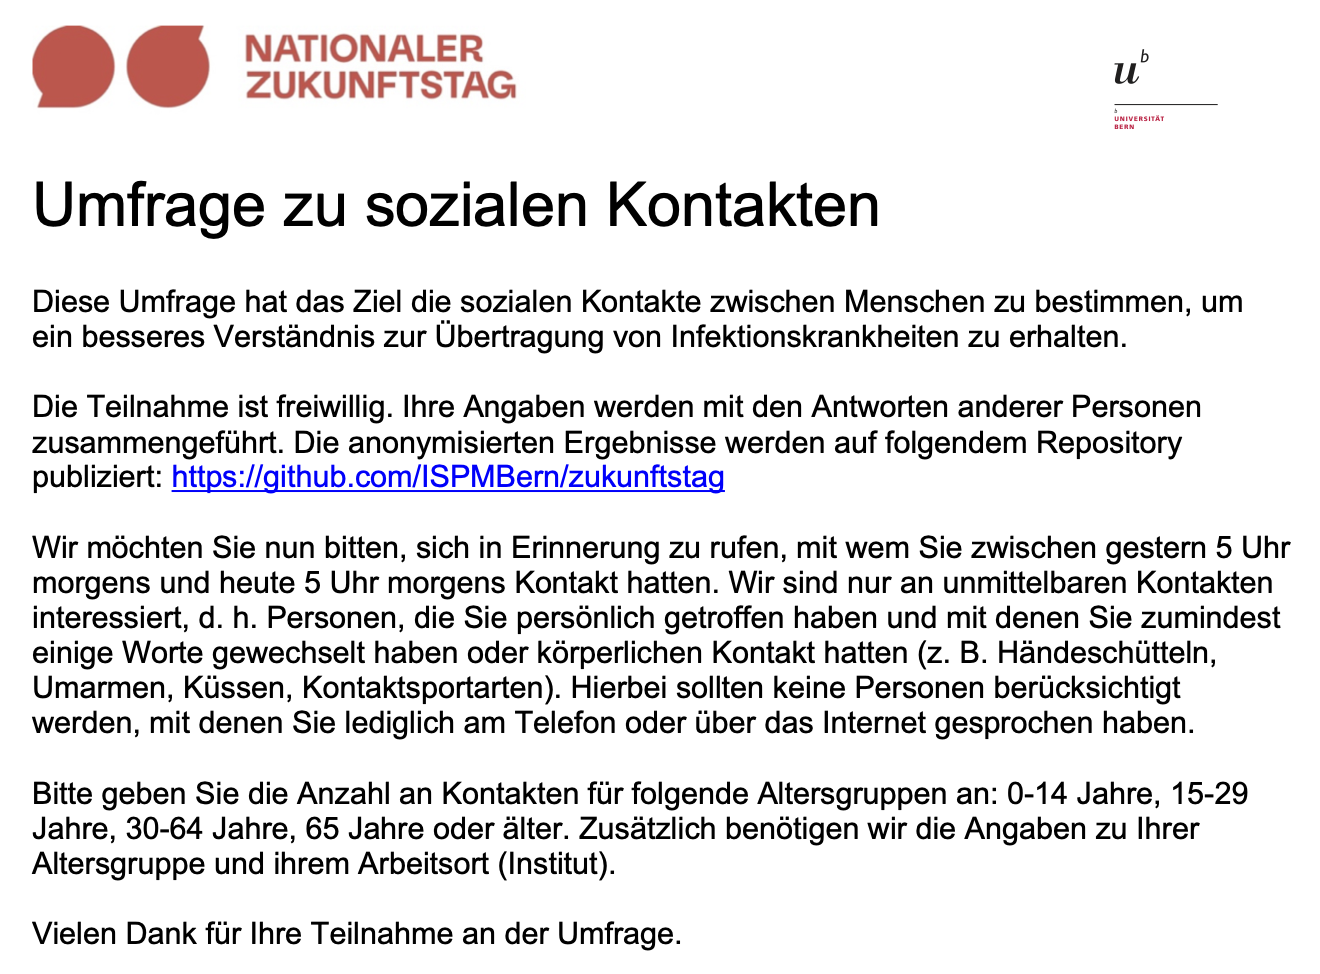 NATIONALER
ZUKUNFTSTAG
u b
b
UNIVERSITÄT
BERN
Umfrage zu sozialen Kontakten
Diese Umfrage hat das Ziel die sozialen Kontakte zwischen Menschen zu bestimmen, um
ein besseres Verständnis zur Übertragung von Infektionskrankheiten zu erhalten.
Die Teilnahme ist freiwillig. Ihre Angaben werden mit den Antworten anderer Personen
zusammengeführt. Die anonymisierten Ergebnisse werden auf folgendem Repository
publiziert: https://github.com/ISPMBern/zukunftstag
Wir möchten Sie nun bitten, sich in Erinnerung zu rufen, mit wem Sie zwischen gestern 5 Uhr
morgens und heute 5 Uhr morgens Kontakt hatten. Wir sind nur an unmittelbaren Kontakten
interessiert, d. h. Personen, die Sie persönlich getroffen haben und mit denen Sie zumindest
einige Worte gewechselt haben oder körperlichen Kontakt hatten (z. B. Händeschütteln,
Umarmen, Küssen, Kontaktsportarten). Hierbei sollten keine Personen berücksichtigt
werden, mit denen Sie lediglich am Telefon oder über das Internet gesprochen haben.
Bitte geben Sie die Anzahl an Kontakten für folgende Altersgruppen an: 0-14 Jahre, 15-29
Jahre, 30-64 Jahre, 65 Jahre oder älter. Zusätzlich benötigen wir die Angaben zu Ihrer
Altersgruppe und ihrem Arbeitsort (Institut).
Vielen Dank für Ihre Teilnahme an der Umfrage.